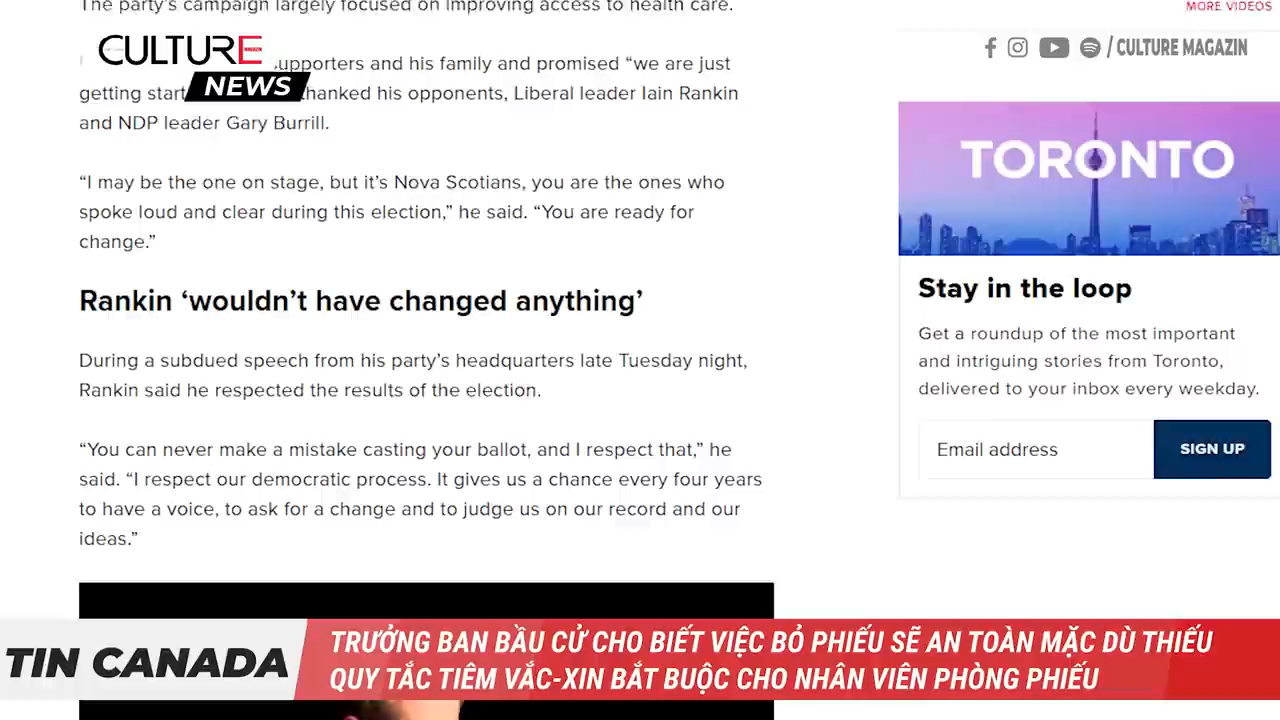 The party's campaign largely focused on improving access to health care.
MORE VIDEOS
CULTURE
NEWS
/ CULTURE MAGAZIN
supporters and his family and promised “we are just
getting start thanked his opponents, Liberal leader Iain Rankin
and NDP leader Gary Burrill.
“I may be the one on stage, but it’s Nova Scotians, you are the ones who
spoke loud and clear during this election,” he said. “You are ready for
change.”
Rankin ‘wouldn’t have changed anything’
During a subdued speech from his party’s headquarters late Tuesday night,
Rankin said he respected the results of the election.
“You can never make a mistake casting your ballot, and I respect that,” he
said. “I respect our democratic process. It gives us a chance every four years
to have a voice, to ask for a change and to judge us on our record and our
ideas.”
TORONTO
Stay in the loop
Get a roundup of the most important
and intriguing stories from Toronto,
delivered to your inbox every weekday.
Email address
SIGN UP
TIN CANADA
TRƯỞNG BAN BẦU CỬ CHO BIẾT VIỆC BỎ PHIẾU SẼ AN TOÀN MẶC DÙ THIẾU
QUY TẮC TIÊM VẮC-XIN BẮT BUỘC CHO NHÂN VIÊN PHÒNG PHIẾU